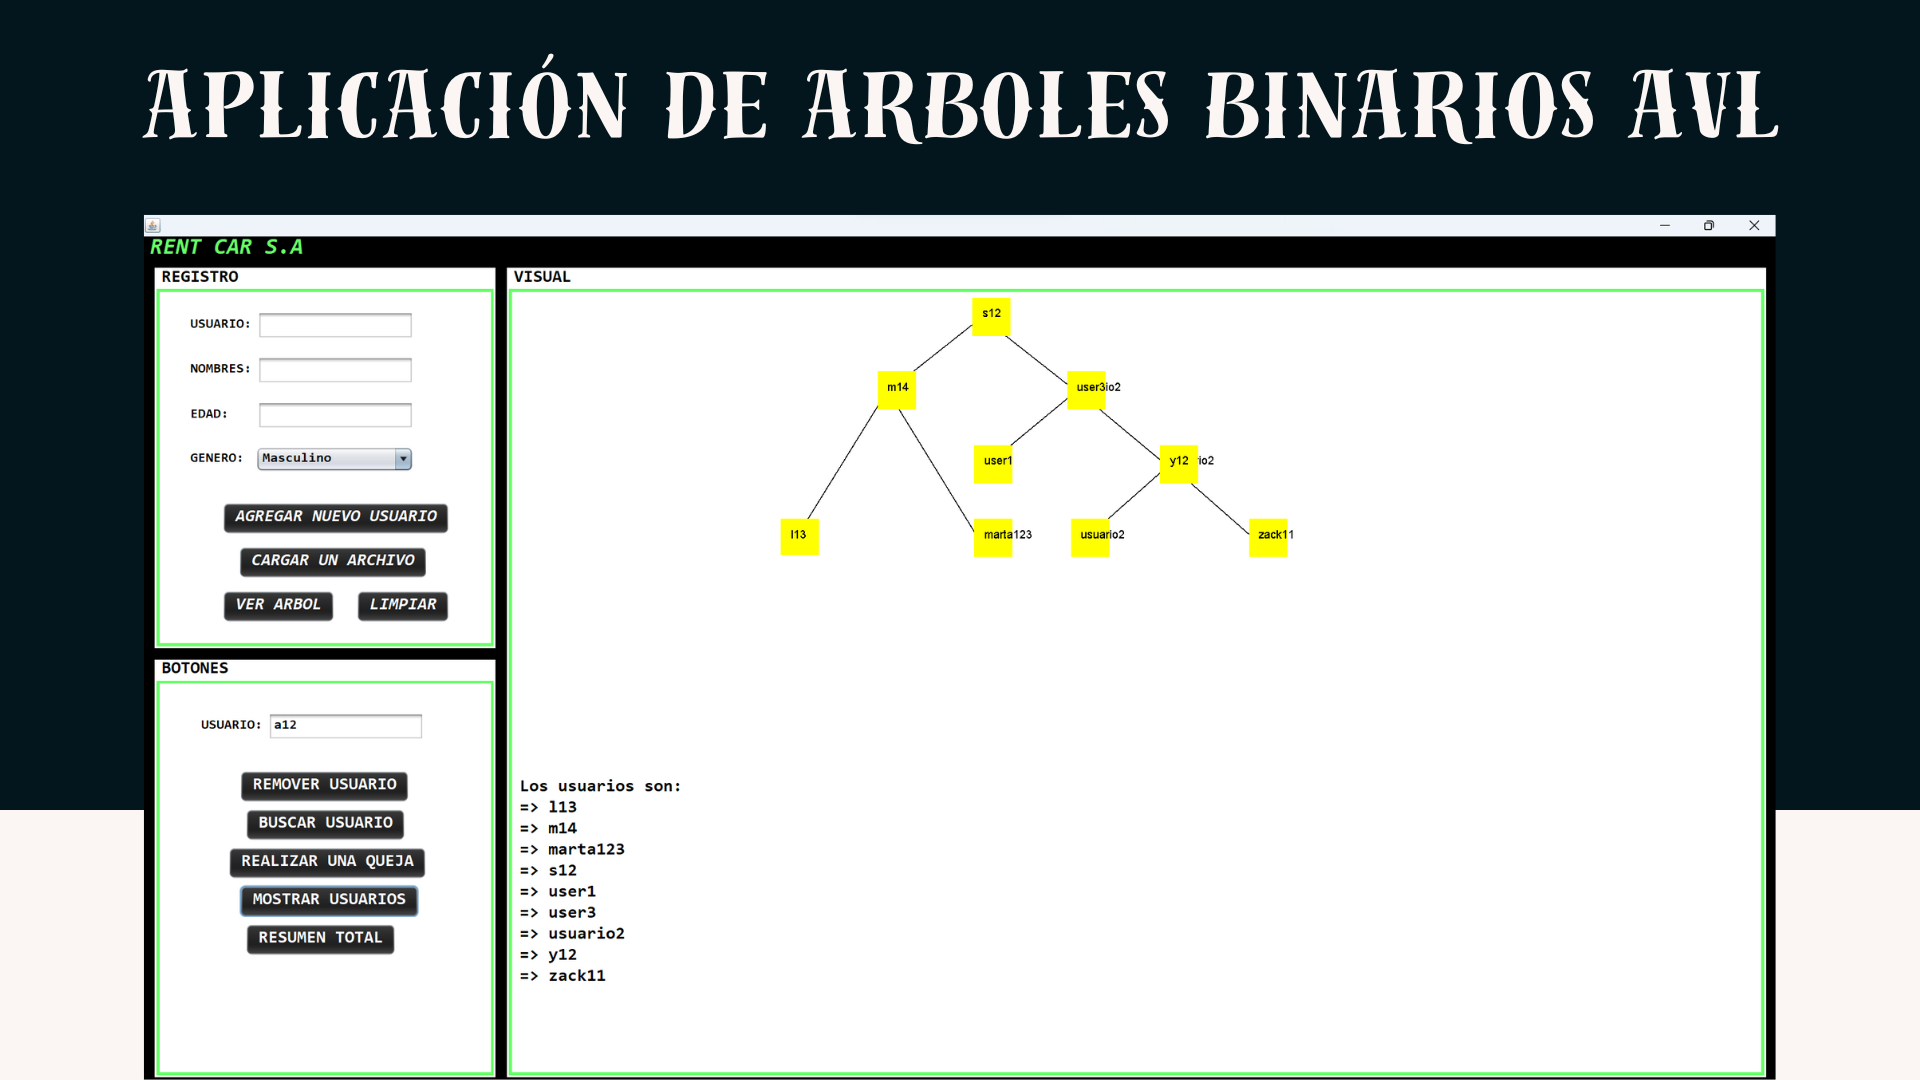 APLICACIÓN DE ARBOLES BINARIOS AVL
RENT CAR S.A
REGISTRO
USUARIO:
NOMBRES:
EDAD:
GENERO: Masculino
AGREGAR NUEVO USUARIO
CARGAR UN ARCHIVO
VER ARBOL LIMPIAR
BOTONES
USUARIO: a12
REMOVER USUARIO
BUSCAR USUARIO
REALIZAR UNA QUEJA
MOSTRAR USUARIOS
RESUMEN TOTAL
VISUAL
s12
m14 user3io2
user1 y12 rio2
l13 marta123 usuario2 zack11
Los usuarios son:
=> l13
=> m14
=> marta123
=> s12
=> user1
=> user3
=> usuario2
=> y12
=> zack11